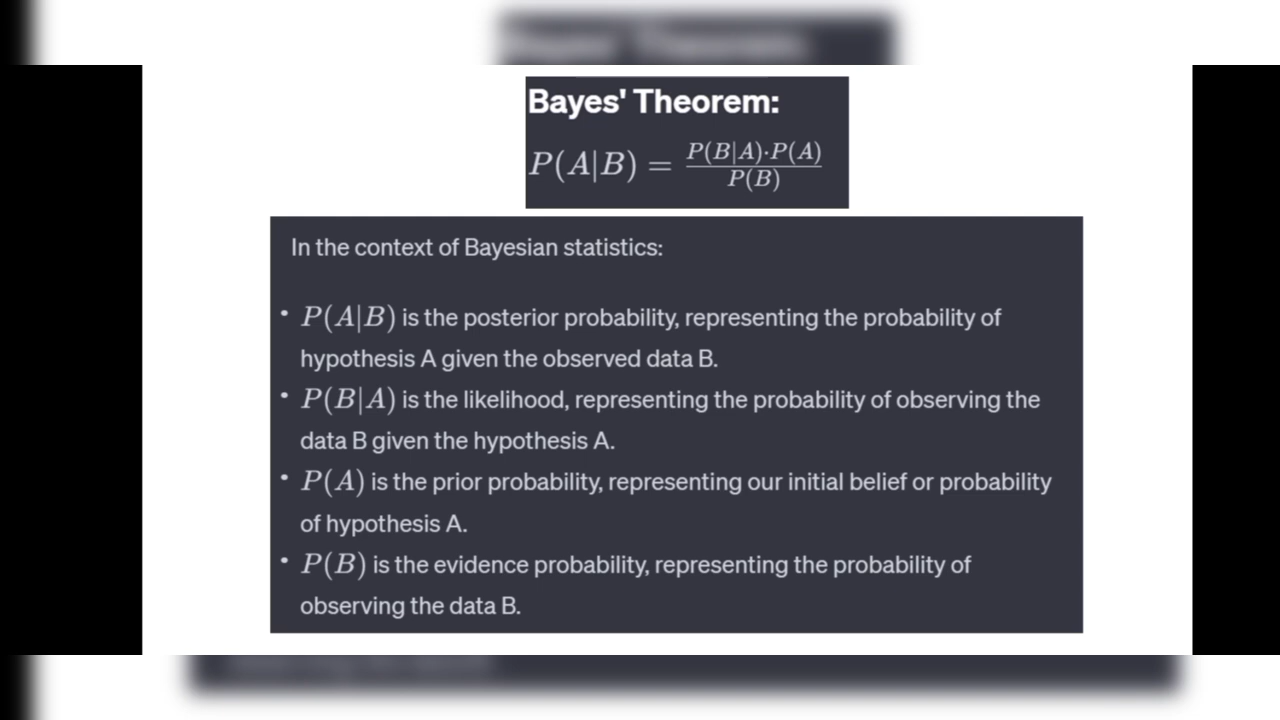 Bayes' Theorem:
P(A|B) = P(B|A)·P(A) / P(B)
In the context of Bayesian statistics:
• P(A|B) is the posterior probability, representing the probability of
hypothesis A given the observed data B.
• P(B|A) is the likelihood, representing the probability of observing the
data B given the hypothesis A.
• P(A) is the prior probability, representing our initial belief or probability
of hypothesis A.
• P(B) is the evidence probability, representing the probability of
observing the data B.